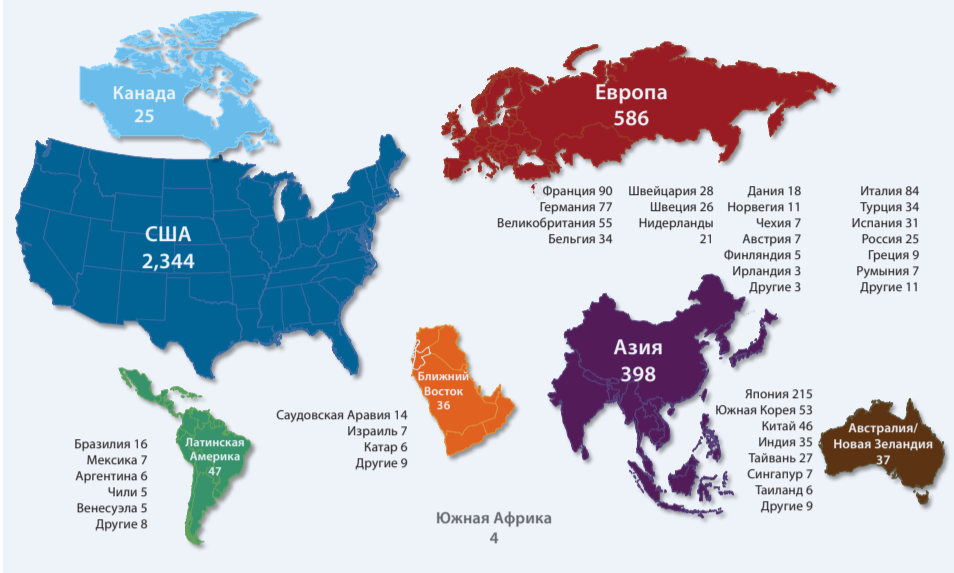 Канада
25
Европа
586
США
2,344
Франция 90
Германия 77
Великобритания 55
Бельгия 34
Швейцария 28
Швеция 26
Нидерланды
21
Дания 18
Норвегия 11
Чехия 7
Австрия 7
Финляндия 5
Ирландия 3
Другие 3
Италия 84
Турция 34
Испания 31
Россия 25
Греция 9
Румыния 7
Другие 11
Азия
398
Япония 215
Южная Корея 53
Китай 46
Индия 35
Тайвань 27
Сингапур 7
Таиланд 6
Другие 9
Австралия/
Новая Зеландия
37
Ближний
Восток
36
Саудовская Аравия 14
Израиль 7
Катар 6
Другие 9
Латинская
Америка
47
Бразилия 16
Мексика 7
Аргентина 6
Чили 5
Венесуэла 5
Другие 8
Южная Африка
4